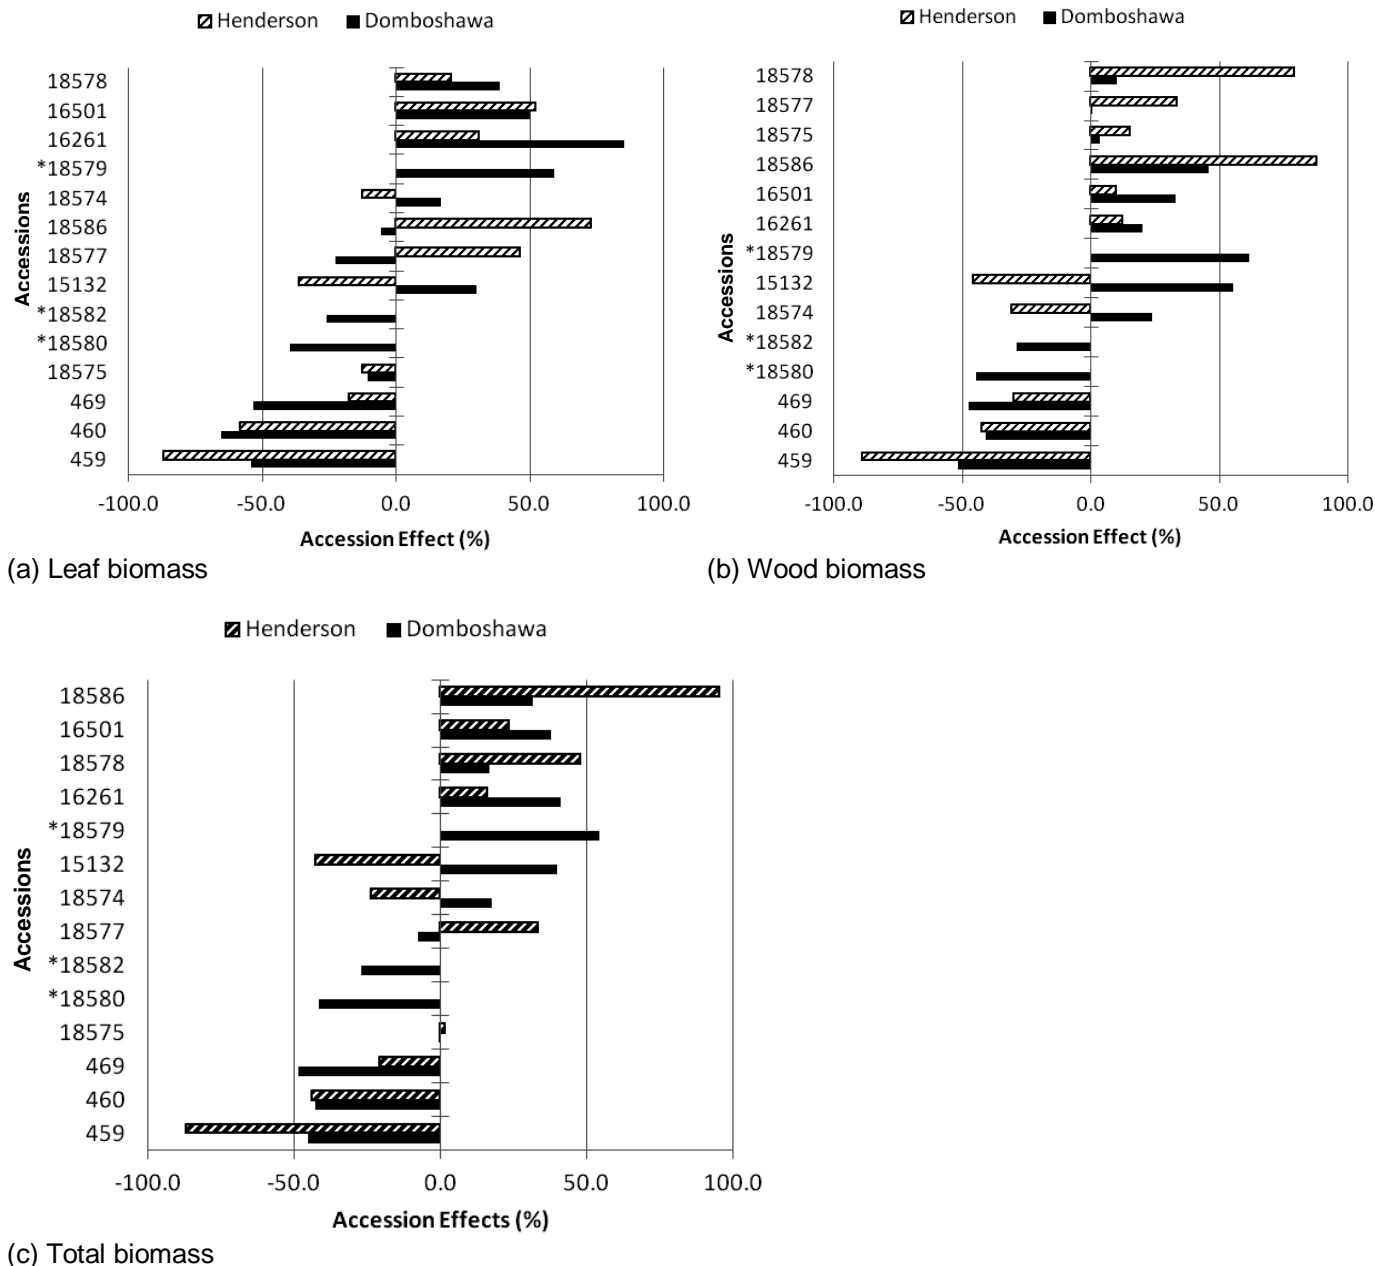 Henderson Domboshawa
Accessions
18578
16501
16261
*18579
18574
18586
18577
15132
*18582
*18580
18575
469
460
459
-100.0 -50.0 0.0 50.0 100.0
Accession Effect (%)
(a) Leaf biomass
Henderson Domboshawa
Accessions
18578
18577
18575
18586
16501
16261
*18579
15132
18574
*18582
*18580
469
460
459
-100.0 -50.0 0.0 50.0 100.0
Accession Effect (%)
(b) Wood biomass
Henderson Domboshawa
Accessions
18586
16501
18578
16261
*18579
15132
18574
18577
*18582
*18580
18575
469
460
459
-100.0 -50.0 0.0 50.0 100.0
Accession Effects (%)
(c) Total biomass